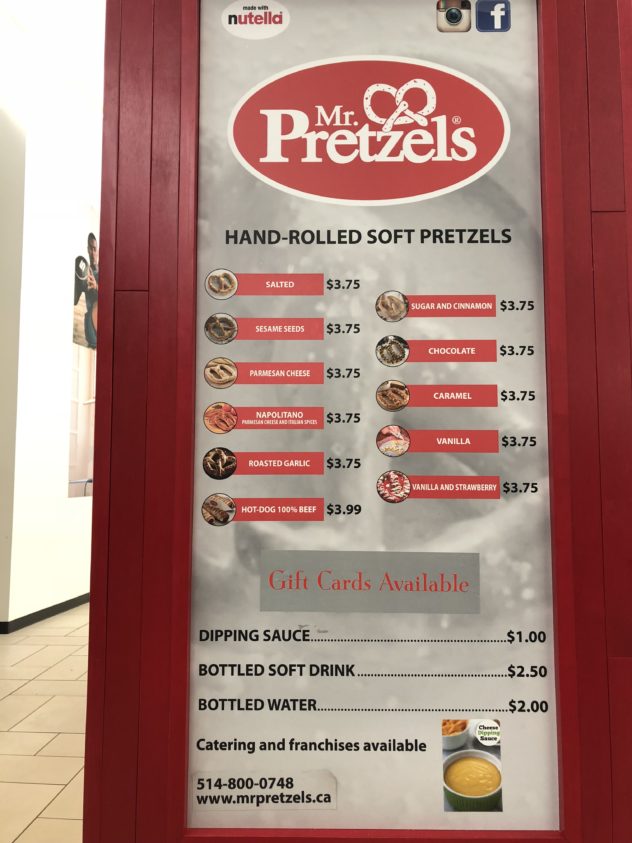 made with
nutella
Mr.
Pretzels®
HAND-ROLLED SOFT PRETZELS
SALTED $3.75
SESAME SEEDS $3.75
PARMESAN CHEESE $3.75
NAPOLITANO $3.75
PARMESAN CHEESE AND ITALIAN SPICES
ROASTED GARLIC $3.75
HOT-DOG 100% BEEF $3.99
SUGAR AND CINNAMON $3.75
CHOCOLATE $3.75
CARAMEL $3.75
VANILLA $3.75
VANILLA AND STRAWBERRY $3.75
Gift Cards Available
DIPPING SAUCE $1.00
BOTTLED SOFT DRINK $2.50
BOTTLED WATER $2.00
Catering and franchises available
Cheese
Dipping
Sauce
514-800-0748
www.mrpretzels.ca